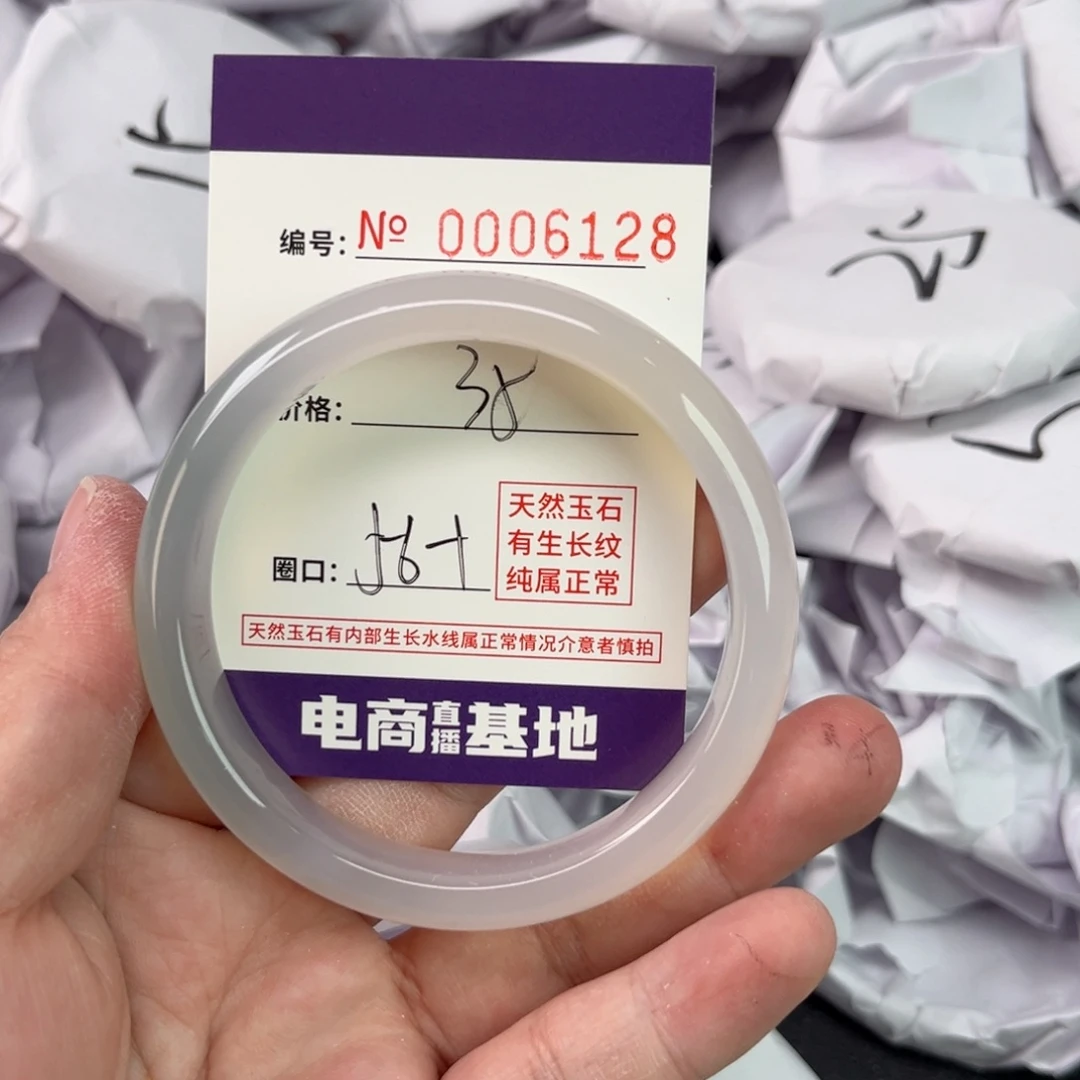 编号: № 0006128
价格: 38
圈口: 56+
天然玉石
有生长纹
纯属正常
天然玉石有内部生长水线属正常情况介意者慎拍
电商直播基地